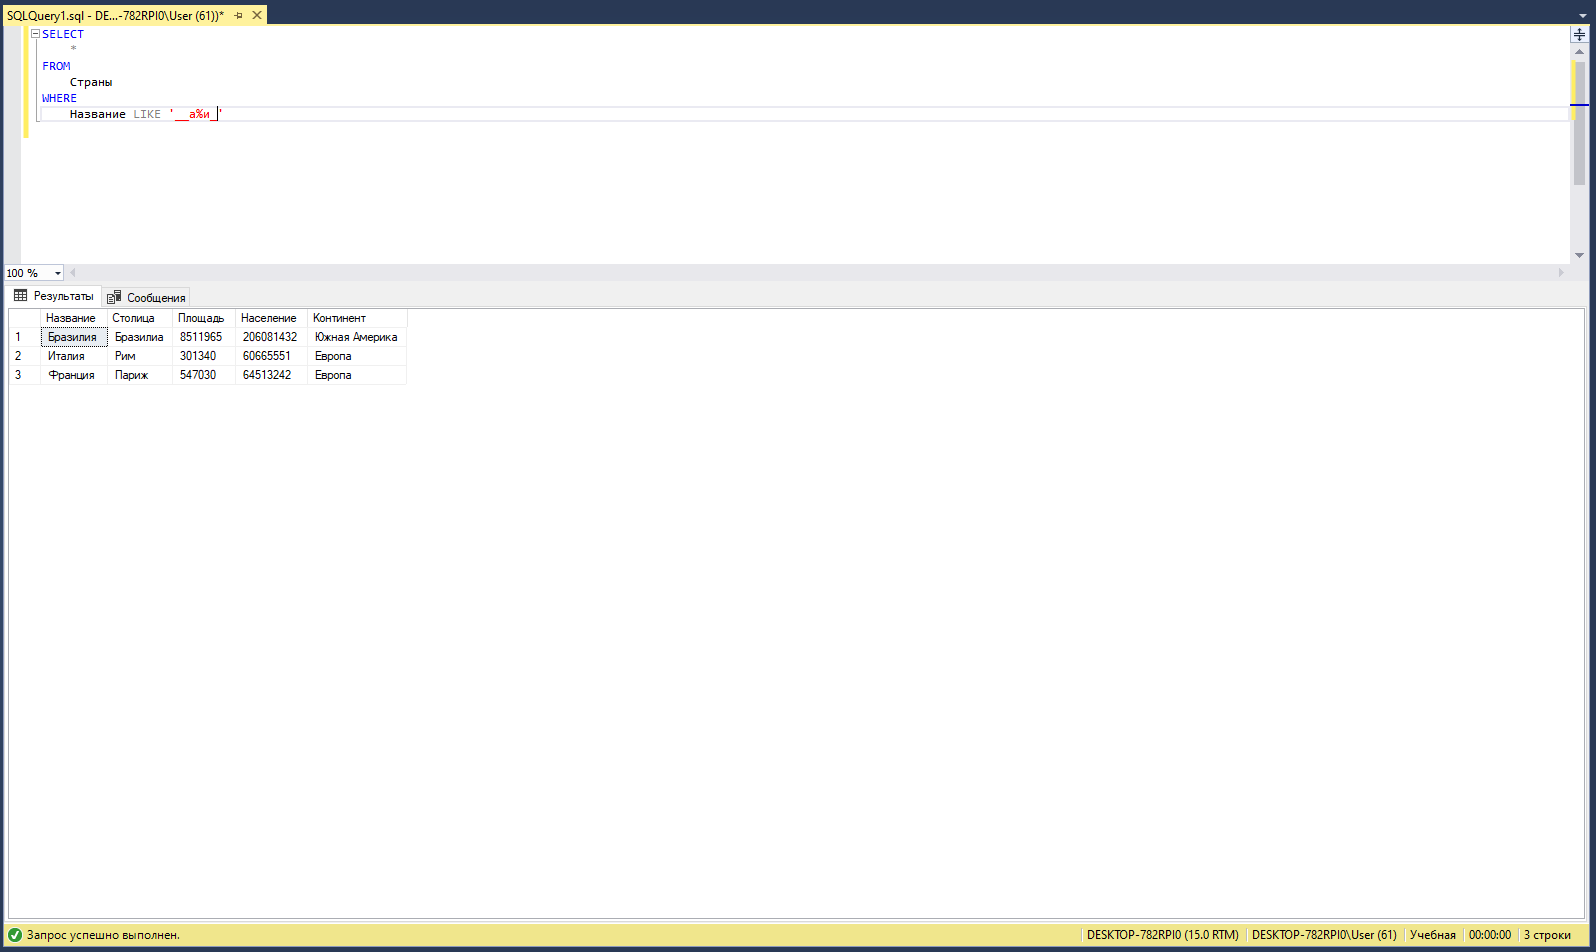 SQLQuery1.sql - DE...-782RPI0\User (61))*
SELECT
*
FROM
Страны
WHERE
Название LIKE '__а%и_'
100 %
Результаты Сообщения
Название Столица Площадь Население Континент
1 Бразилия Бразилиа 8511965 206081432 Южная Америка
2 Италия Рим 301340 60665551 Европа
3 Франция Париж 547030 64513242 Европа
Запрос успешно выполнен. DESKTOP-782RPI0 (15.0 RTM) DESKTOP-782RPI0\User (61) Учебная 00:00:00 3 строки